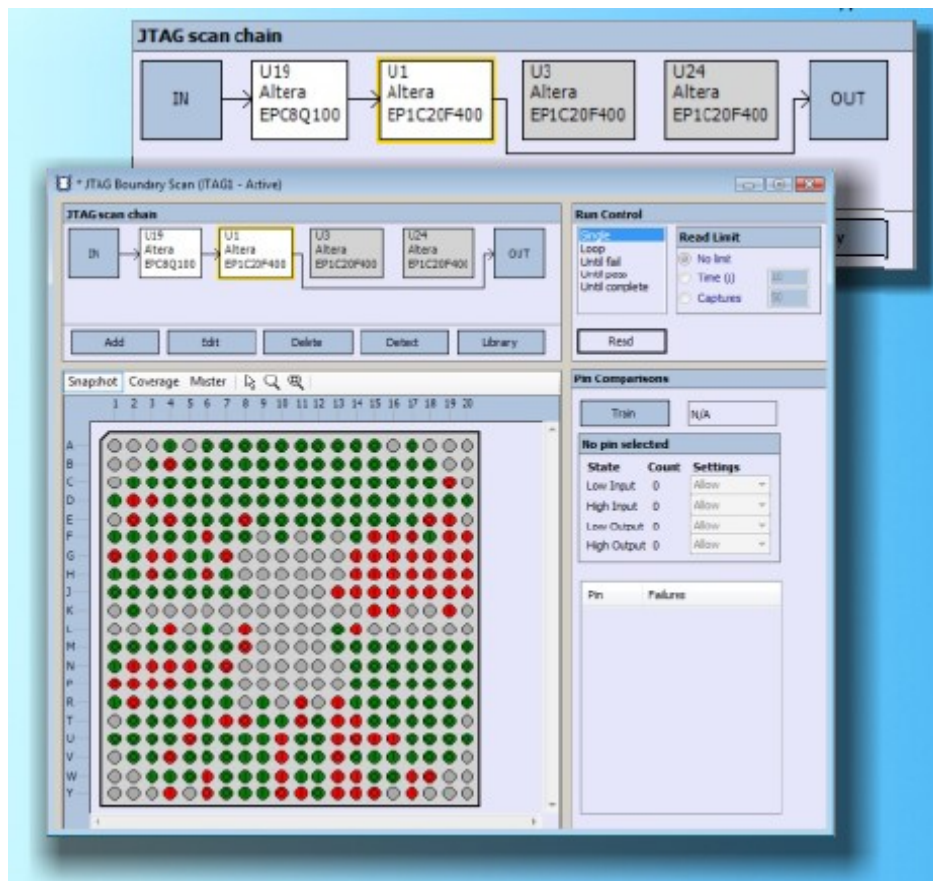 JTAG scan chain
IN
U19
Altera
EPC8Q100
U1
Altera
EP1C20F400
U3
Altera
EP1C20F400
U24
Altera
EP1C20F400
OUT
* JTAG Boundary Scan (JTAG1 - Active)
JTAG scan chain
IN
U19
Altera
EPC8Q100
U1
Altera
EP1C20F400
U3
Altera
EP1C20F400
U24
Altera
EP1C20F400
OUT
Add Edit Delete Detect Library
Run Control
Single
Loop
Until fail
Until pass
Until complete
Read Limit
No limit
Time (s) 10
Captures 50
Read
y
Snapshot Coverage Master
1 2 3 4 5 6 7 8 9 10 11 12 13 14 15 16 17 18 19 20
A
B
C
D
E
F
G
H
J
K
L
M
N
P
R
T
U
V
W
Y
Pin Comparisons
Train N/A
No pin selected
State Count Settings
Low Input 0 Allow
High Input 0 Allow
Low Output 0 Allow
High Output 0 Allow
Pin Failures